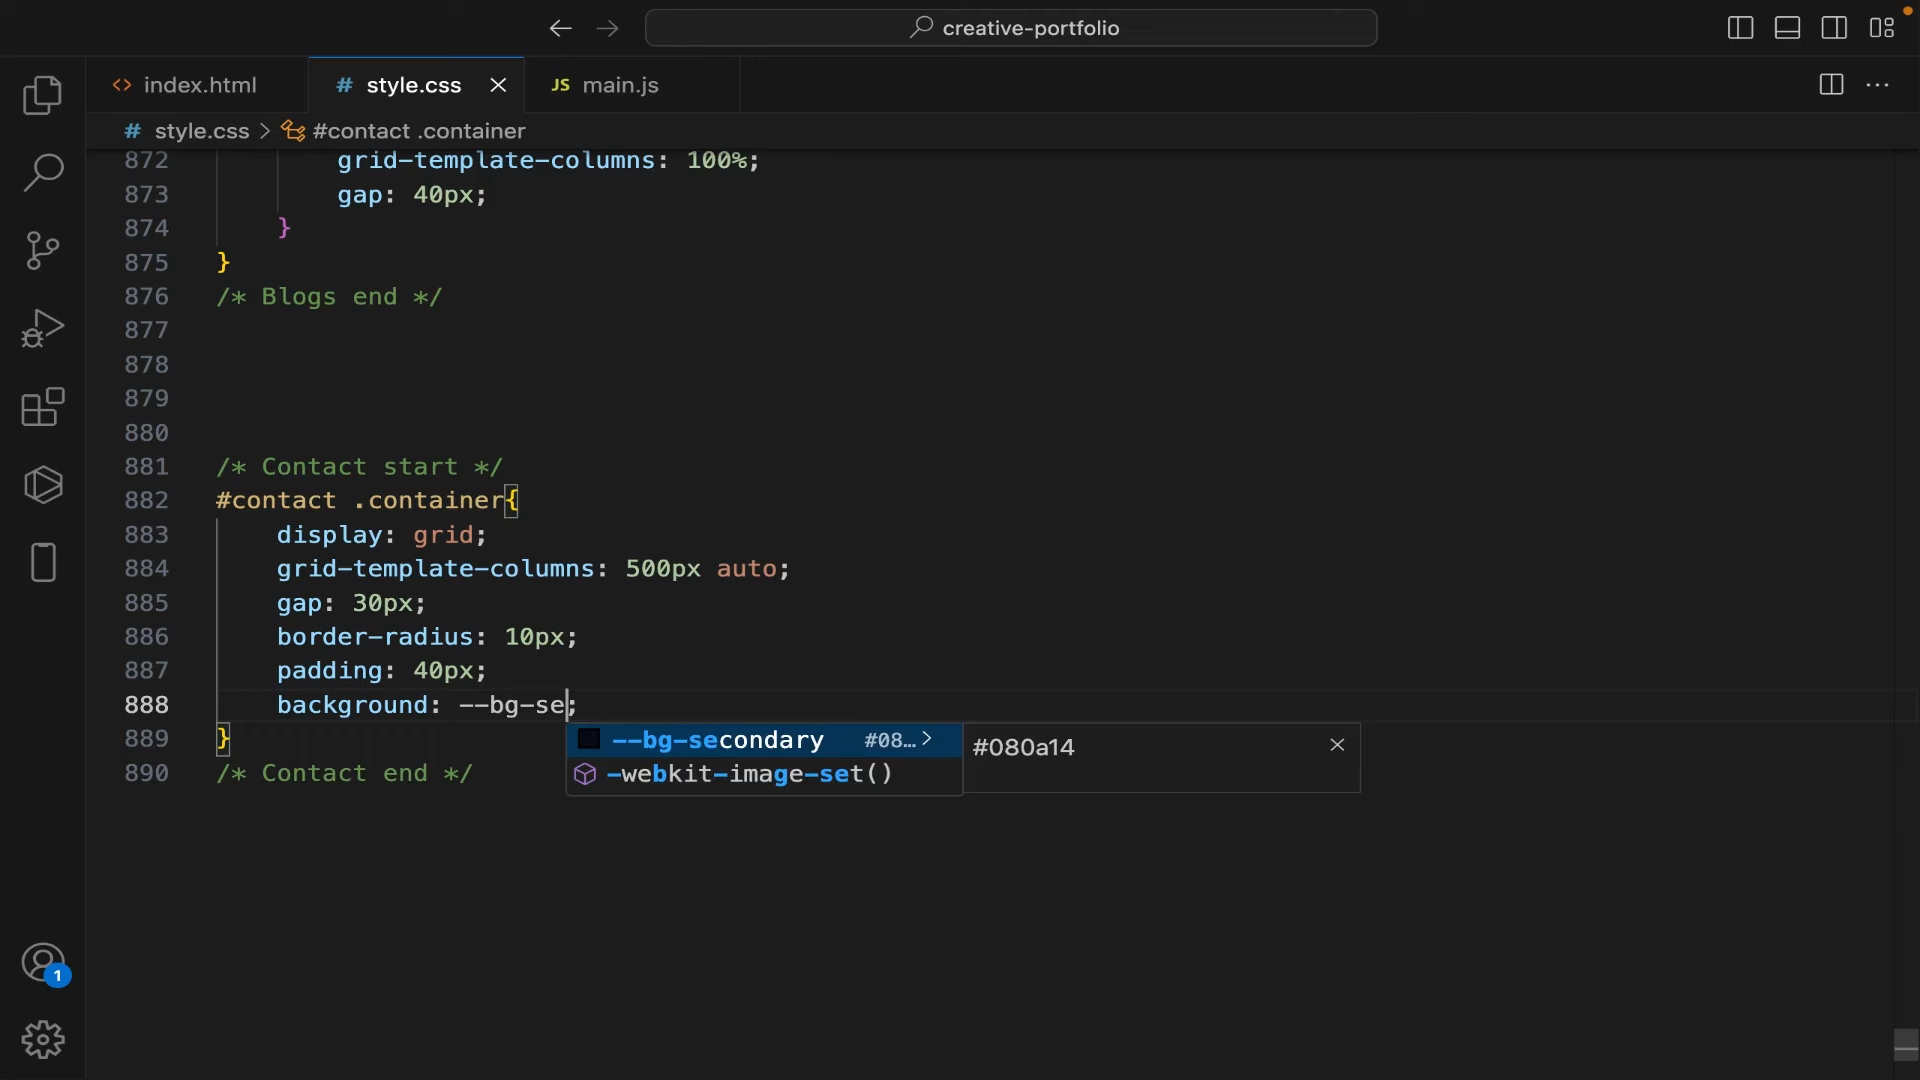 creative-portfolio
index.html
# style.css
JS main.js
# style.css > #contact .container
872 grid-template-columns: 100%;
873 gap: 40px;
874 }
875 }
876 /* Blogs end */
877
878
879
880
881 /* Contact start */
882 #contact .container{
883 display: grid;
884 grid-template-columns: 500px auto;
885 gap: 30px;
886 border-radius: 10px;
887 padding: 40px;
888 background: --bg-se;
889 }
--bg-secondary #08… >
#080a14
890 /* Contact end */
-webkit-image-set()
1